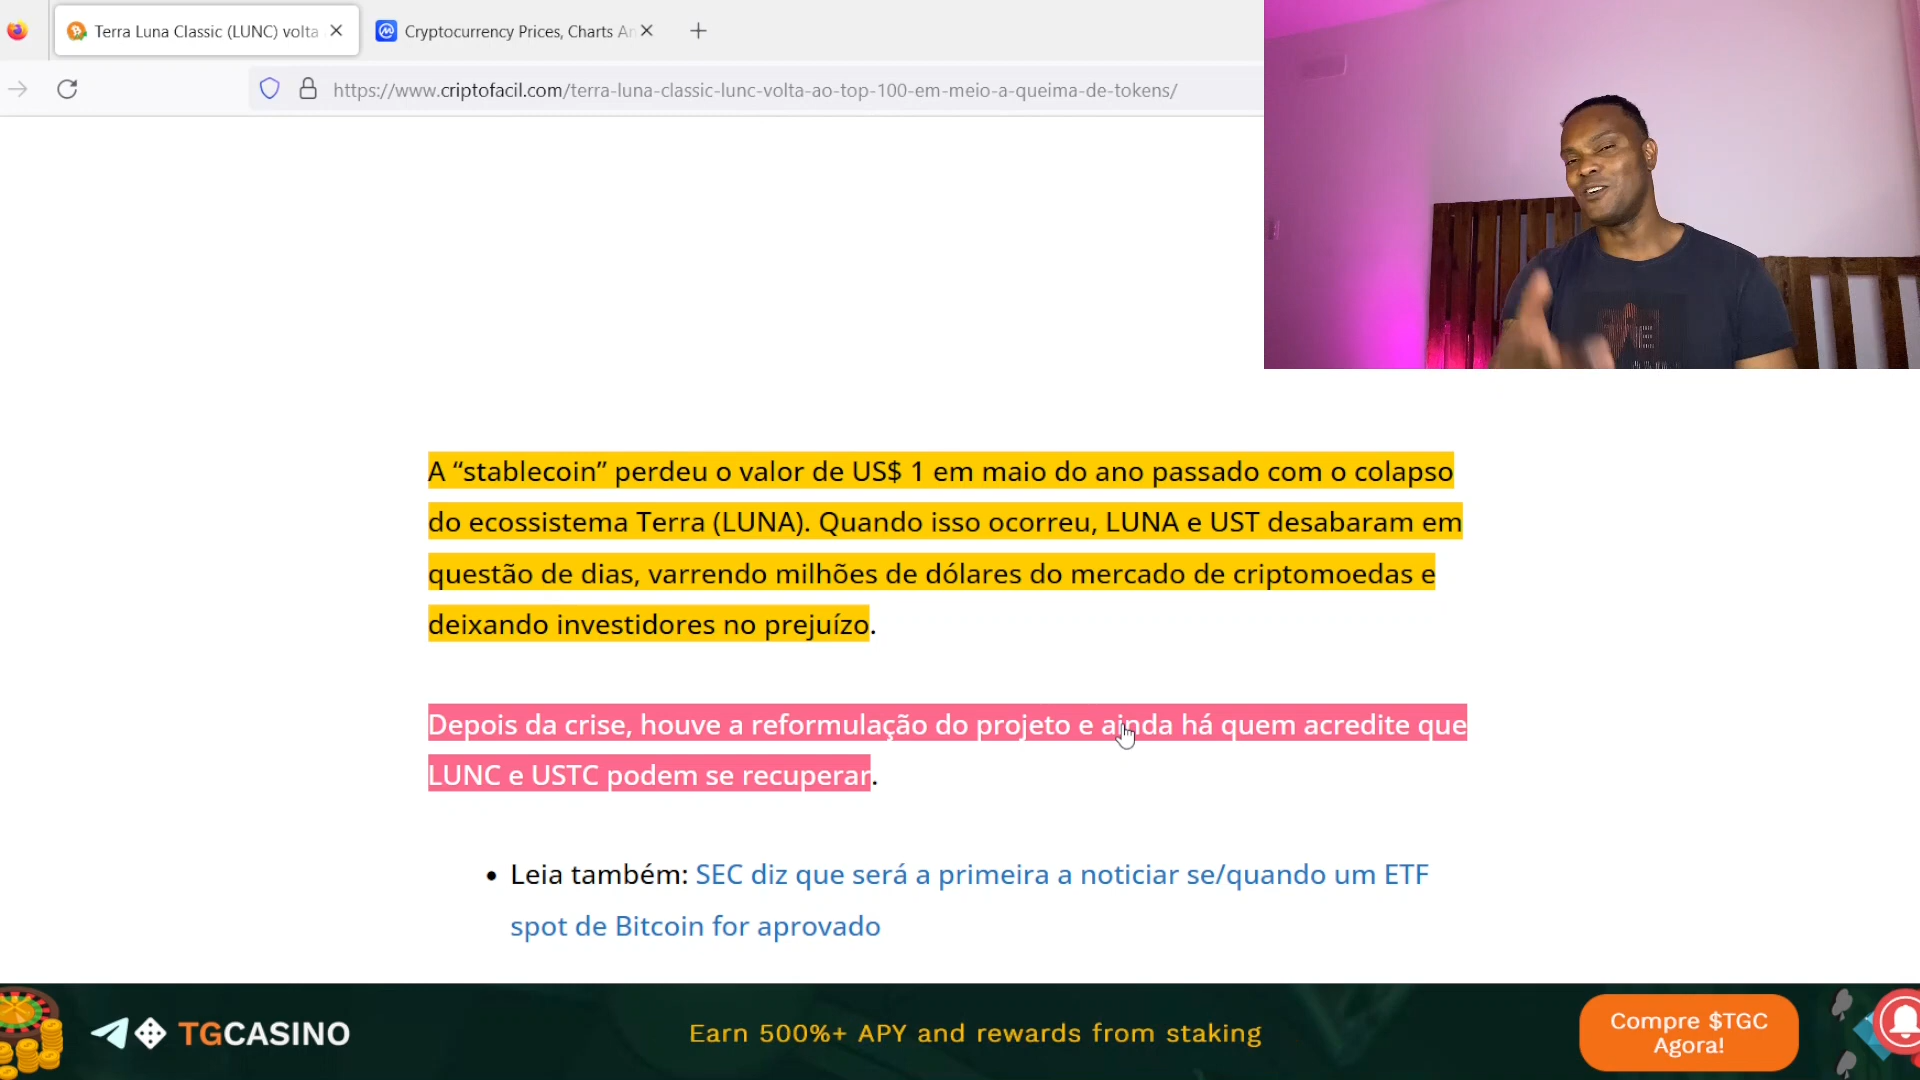 Terra Luna Classic (LUNC) volta
Cryptocurrency Prices, Charts An
https://www.criptofacil.com/terra-luna-classic-lunc-volta-ao-top-100-em-meio-a-queima-de-tokens/
A “stablecoin” perdeu o valor de US$ 1 em maio do ano passado com o colapso
do ecossistema Terra (LUNA). Quando isso ocorreu, LUNA e UST desabaram em
questão de dias, varrendo milhões de dólares do mercado de criptomoedas e
deixando investidores no prejuízo.
Depois da crise, houve a reformulação do projeto e ainda há quem acredite que
LUNC e USTC podem se recuperar.
• Leia também: SEC diz que será a primeira a noticiar se/quando um ETF
spot de Bitcoin for aprovado
TGCASINO
Earn 500%+ APY and rewards from staking
Compre $TGC
Agora!